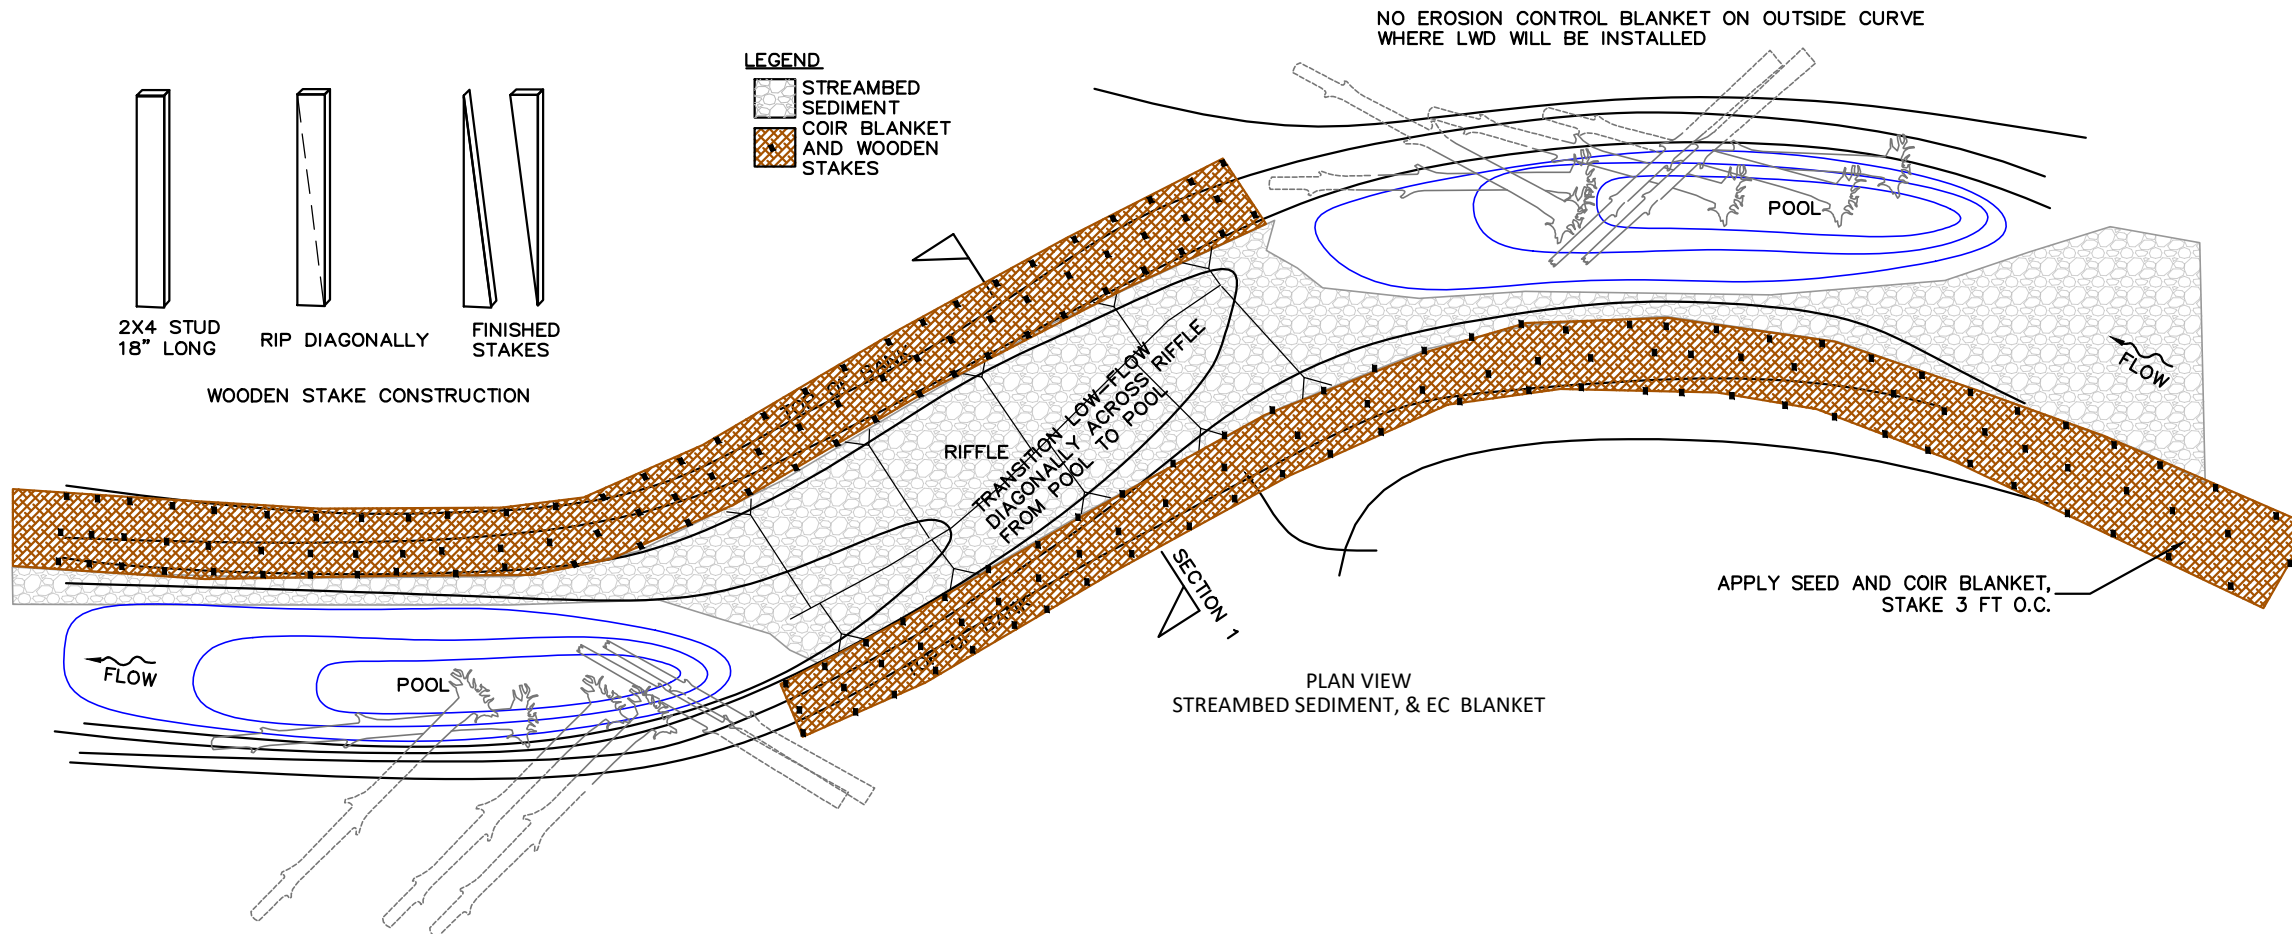 NO EROSION CONTROL BLANKET ON OUTSIDE CURVE
WHERE LWD WILL BE INSTALLED
LEGEND
STREAMBED
SEDIMENT
COIR BLANKET
AND WOODEN
STAKES
2X4 STUD
18" LONG
RIP DIAGONALLY
FINISHED
STAKES
WOODEN STAKE CONSTRUCTION
POOL
FLOW
TOP OF BANK
RIFFLE
TRANSITION LOW-FLOW
DIAGONALLY ACROSS RIFFLE
FROM POOL TO POOL
SECTION 1
APPLY SEED AND COIR BLANKET,
STAKE 3 FT O.C.
TOP OF BANK
FLOW
POOL
PLAN VIEW
STREAMBED SEDIMENT, & EC BLANKET